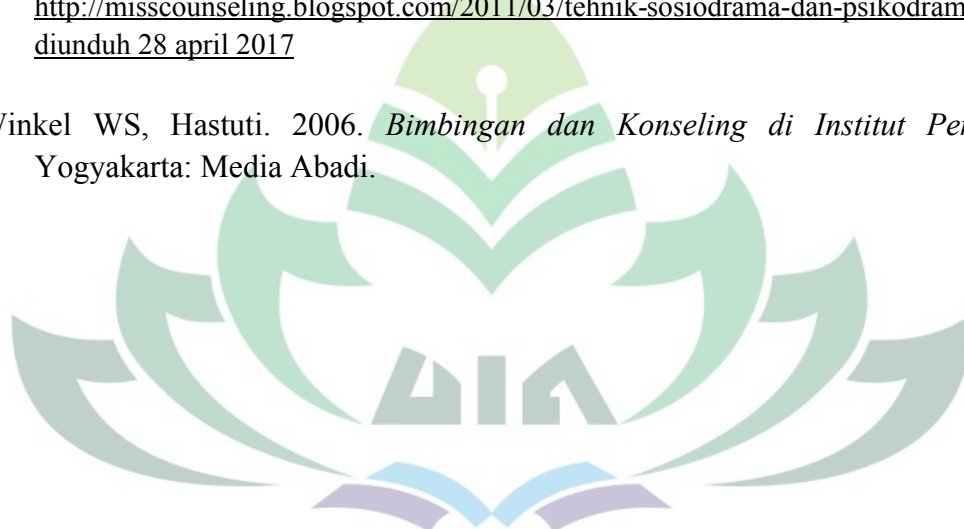 http://misscounseling.blogspot.com/2011/03/tehnik-sosiodrama-dan-psikodram
diunduh 28 april 2017
Winkel WS, Hastuti. 2006. Bimbingan dan Konseling di Institut
Yogyakarta: Media Abadi.
UIN